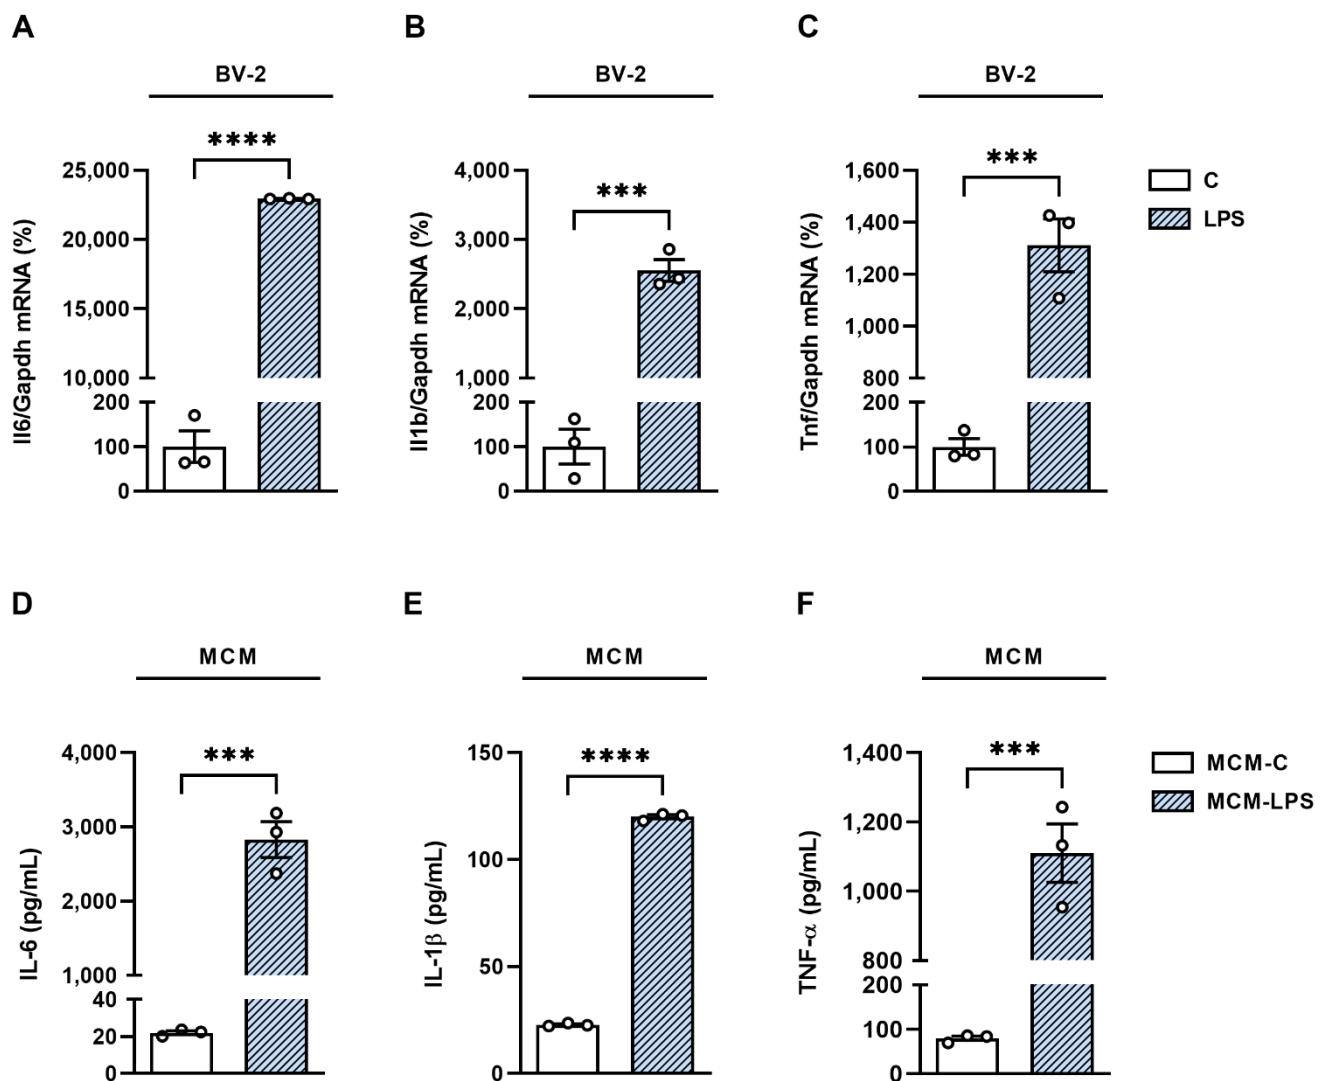 A
B
C
BV-2
BV-2
BV-2
****
***
***
Il6/Gapdh mRNA (%)
25,000
20,000
15,000
10,000
200
100
0
Il1b/Gapdh mRNA (%)
4,000
3,000
2,000
1,000
200
100
0
Tnf/Gapdh mRNA (%)
1,600
1,400
1,200
1,000
800
200
100
0
C
LPS
D
E
F
MCM
MCM
MCM
***
****
***
IL-6 (pg/mL)
4,000
3,000
2,000
1,000
40
20
0
IL-1β (pg/mL)
150
100
50
0
TNF-α (pg/mL)
1,400
1,200
1,000
800
200
100
0
MCM-C
MCM-LPS